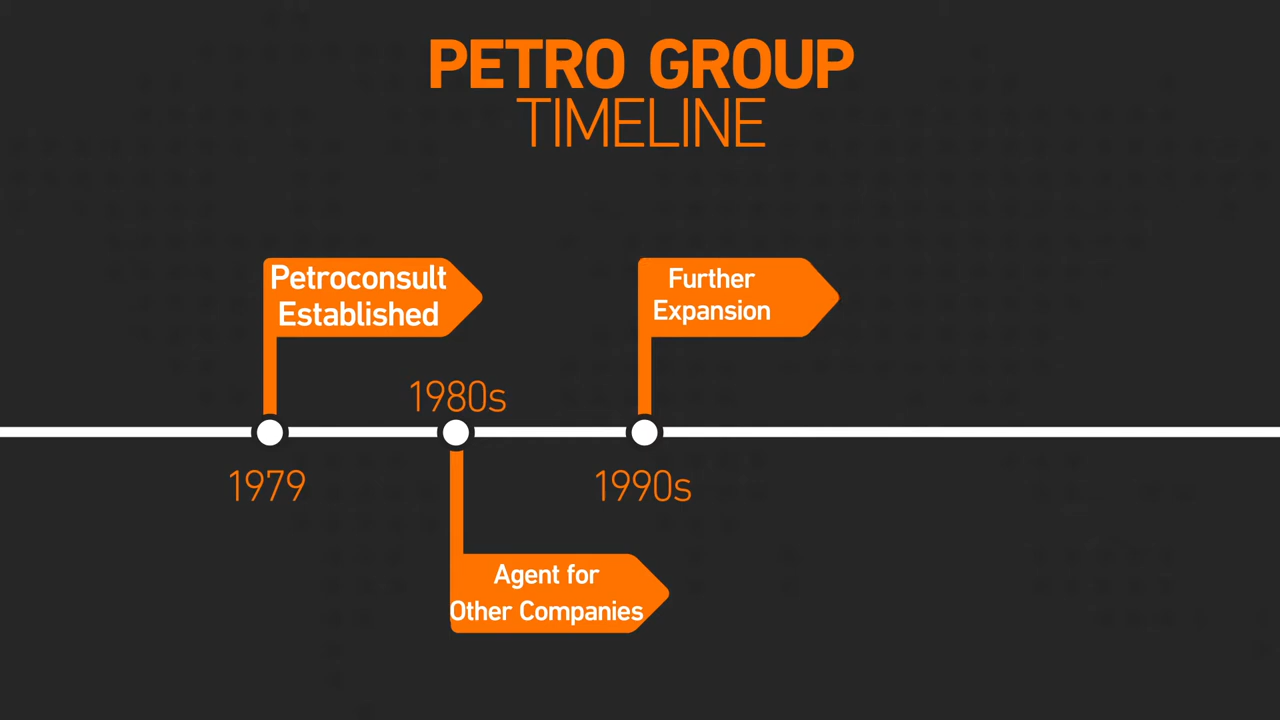 PETRO GROUP
TIMELINE
Petroconsult
Established
Further
Expansion
1980s
1979
1990s
Agent for
Other Companies